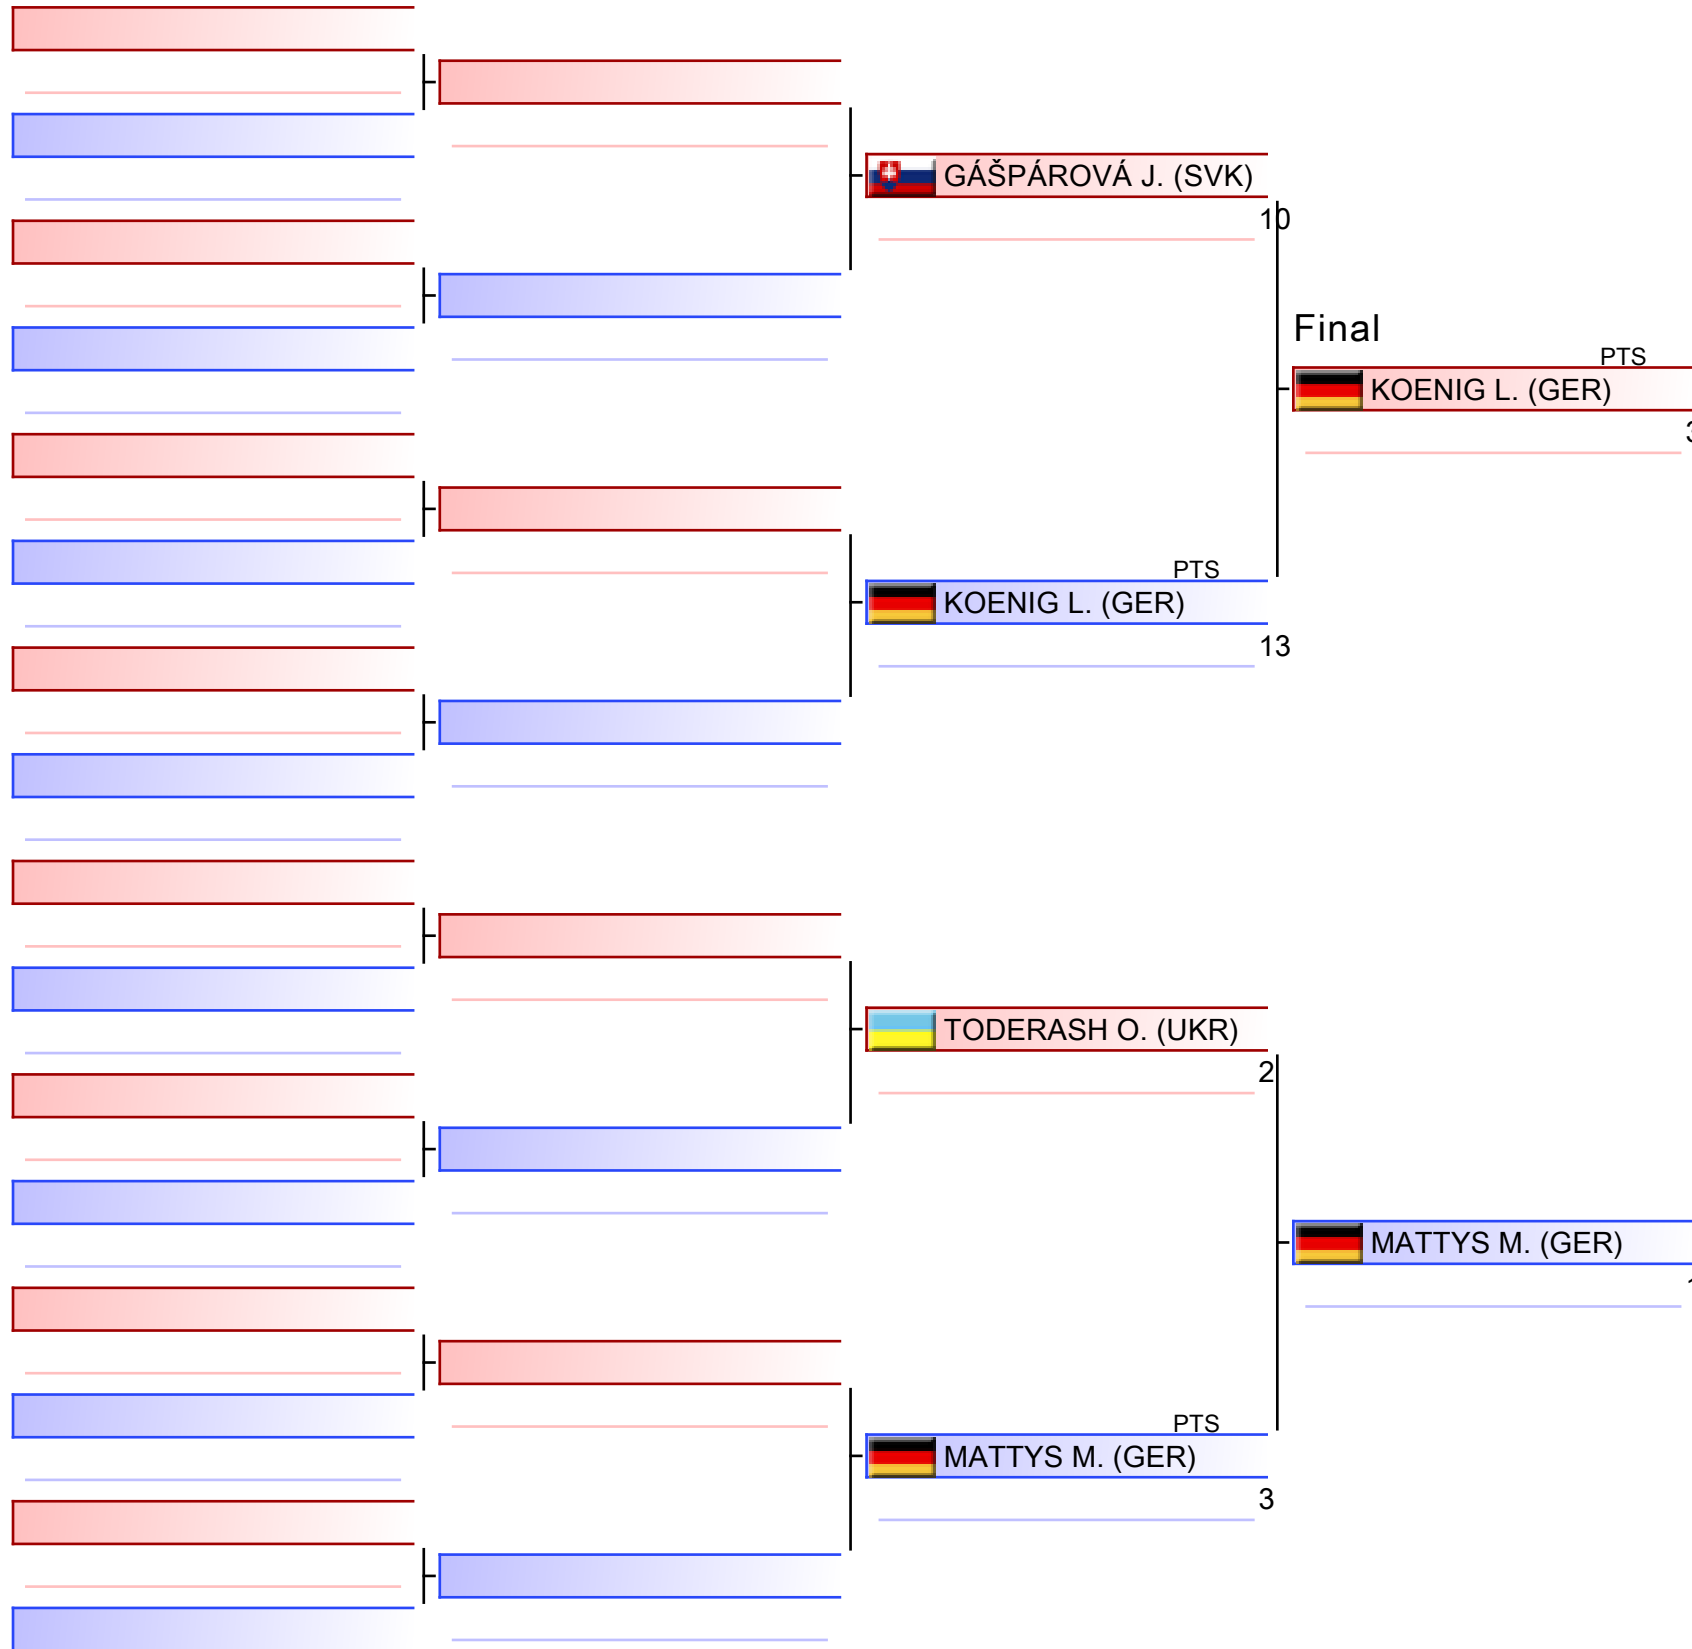 GÁŠPÁROVÁ J. (SVK)
10
Final
PTS
KOENIG L. (GER)
3
PTS
KOENIG L. (GER)
13
TODERASH O. (UKR)
2
MATTYS M. (GER)
PTS
MATTYS M. (GER)
3